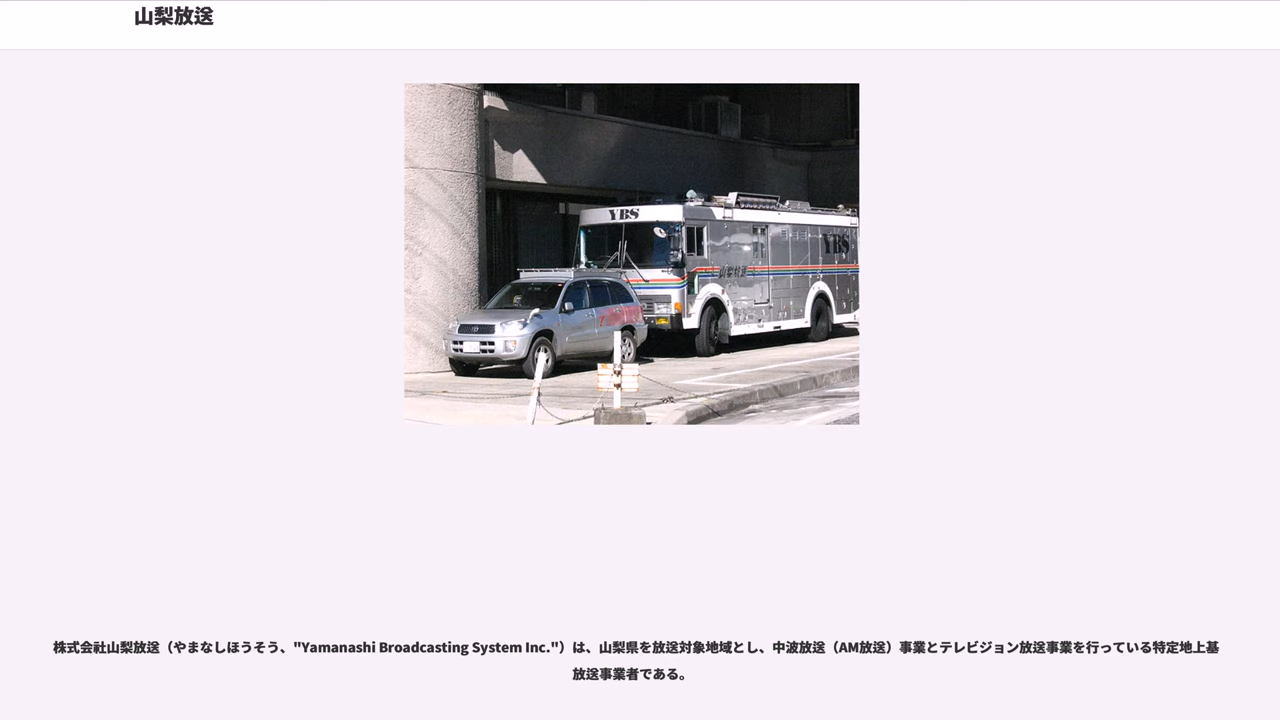 山梨放送
YBS
YBS
山梨放送
株式会社山梨放送（やまなしほうそう、"Yamanashi Broadcasting System Inc."）は、山梨県を放送対象地域とし、中波放送（AM放送）事業とテレビジョン放送事業を行っている特定地上基
放送事業者である。